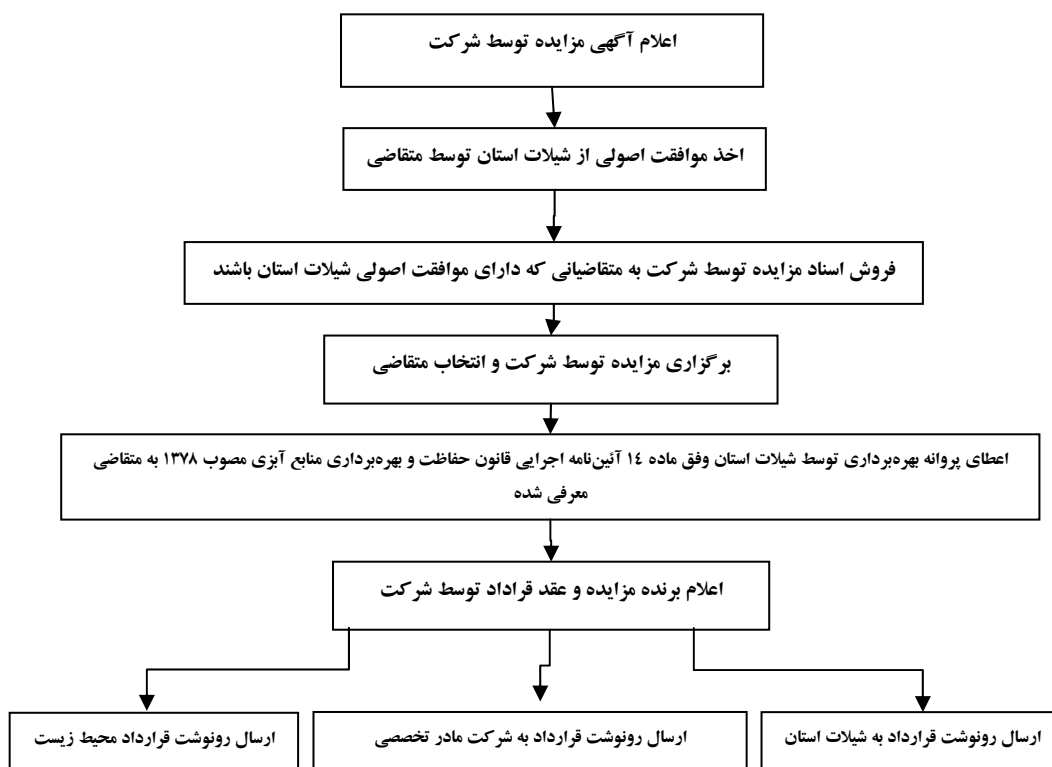 اعلام آگهی مزایده توسط شرکت
اخذ موافقت اصولی از شیلات استان توسط متقاضی
فروش اسناد مزایده توسط شرکت به متقاضیانی که دارای موافقت اصولی شیلات استان باشند
برگزاری مزایده توسط شرکت و انتخاب متقاضی
اعطای پروانه بهره‌برداری توسط شیلات استان وفق ماده ۱٤ آئین‌نامه اجرایی قانون حفاظت و بهره‌برداری منابع آبزی مصوب ۱۳۷۸ به متقاضی
معرفی شده
اعلام برنده مزایده و عقد قراداد توسط شرکت
ارسال رونوشت قرارداد به شیلات استان
ارسال رونوشت قرارداد به شرکت مادر تخصصی
ارسال رونوشت قرارداد محیط زیست